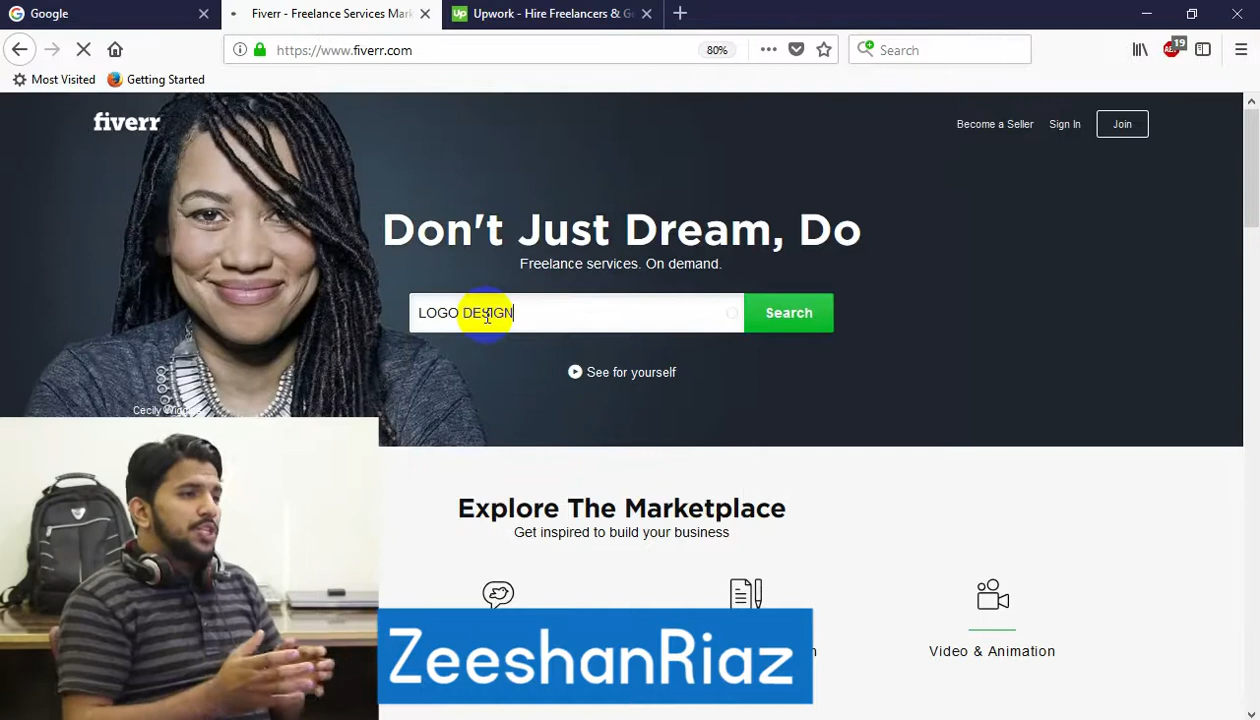 Google
Fiverr - Freelance Services Mark
Upwork - Hire Freelancers & G
https://www.fiverr.com
80%
Search
19
Most Visited
Getting Started
fiverr
Become a Seller
Sign In
Join
Don't Just Dream, Do
Freelance services. On demand.
LOGO DESIGN
Search
See for yourself
Cecily
Explore The Marketplace
Get inspired to build your business
Video & Animation
ZeeshanRiaz